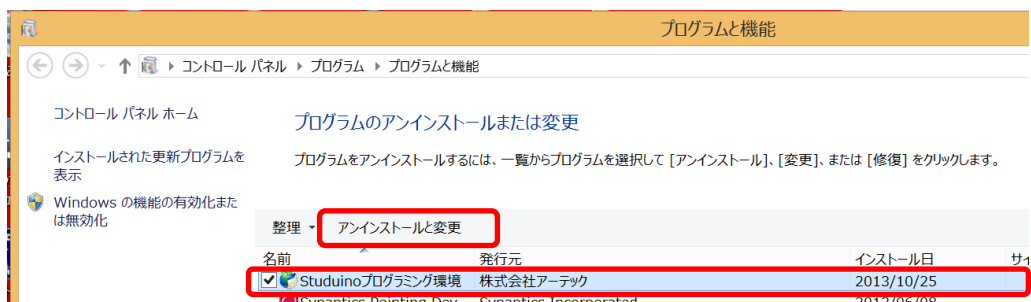 プログラムと機能
コントロール パネル ▸ プログラム ▸ プログラムと機能
コントロール パネル ホーム
インストールされた更新プログラムを
表示
Windows の機能の有効化また
は無効化
プログラムのアンインストールまたは変更
プログラムをアンインストールするには、一覧からプログラムを選択して [アンインストール]、[変更]、または [修復] をクリックします。
整理 アンインストールと変更
名前 発行元 インストール日 サイ
Studuinoプログラミング環境 株式会社アーテック 2013/10/25
Synaptics Pointing Dev Synaptics Incorporated 2012/06/08